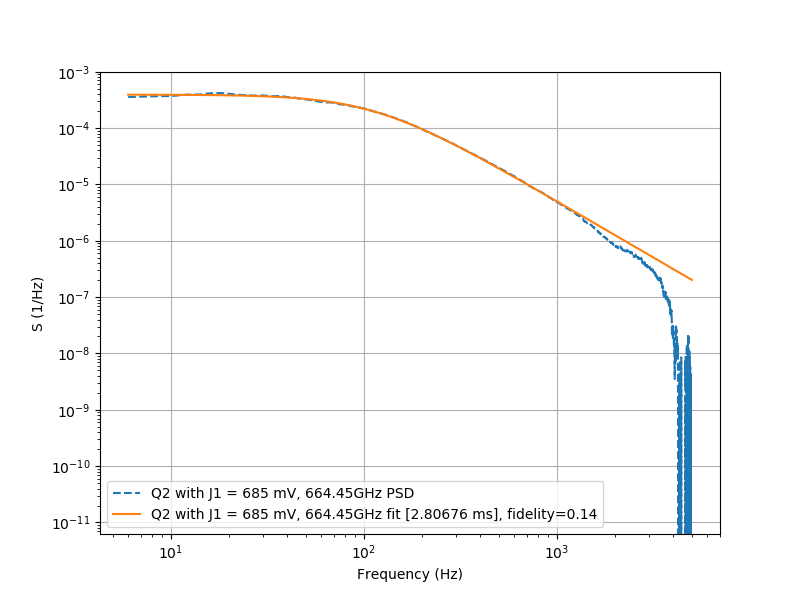 10⁻³
10⁻⁴
10⁻⁵
10⁻⁶
10⁻⁷
10⁻⁸
10⁻⁹
10⁻¹⁰
10⁻¹¹
S (1/Hz)
Q2 with J1 = 685 mV, 664.45GHz PSD
Q2 with J1 = 685 mV, 664.45GHz fit [2.80676 ms], fidelity=0.14
10¹ 10² 10³
Frequency (Hz)